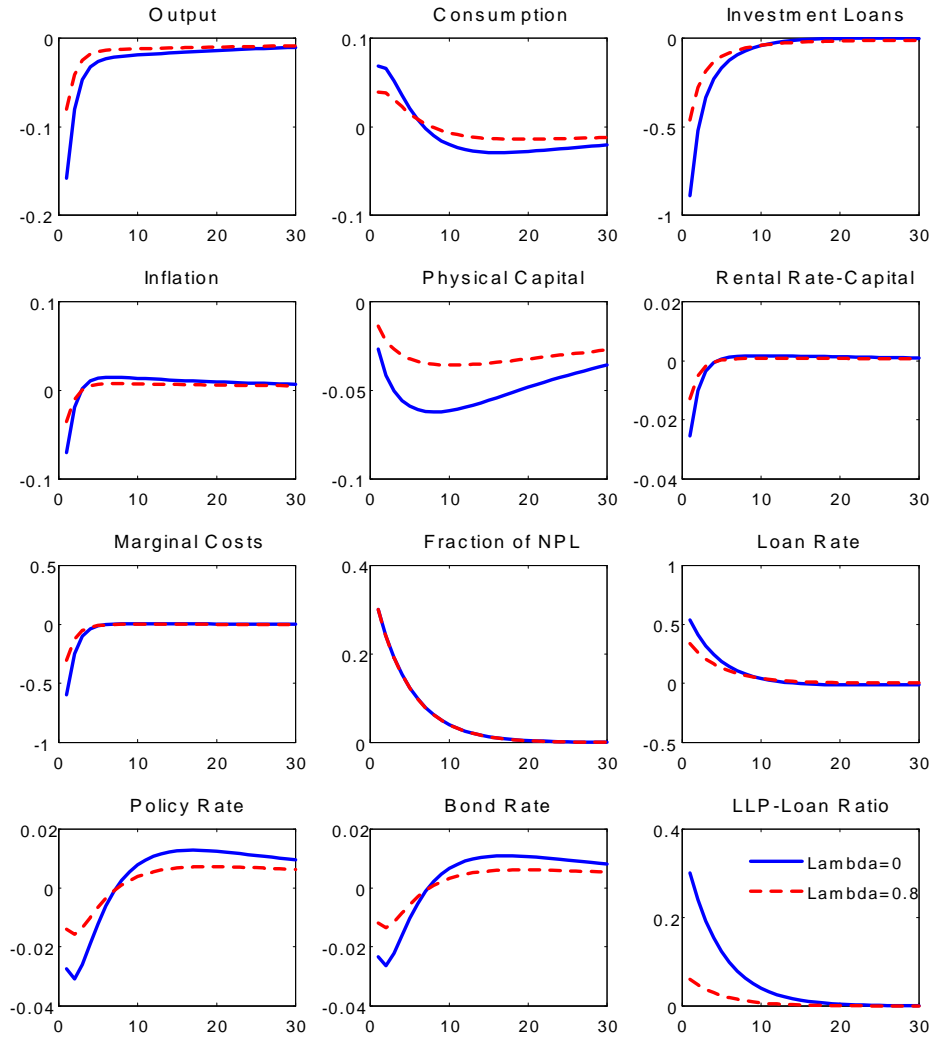 Output
Consumption
Investment Loans
0
-0.1
-0.2
0 10 20 30
0.1
0
-0.1
0 10 20 30
0
-0.5
-1
0 10 20 30
Inflation
Physical Capital
Rental Rate-Capital
0.1
0
-0.1
0 10 20 30
0
-0.05
-0.1
0 10 20 30
0.02
0
-0.02
-0.04
0 10 20 30
Marginal Costs
Fraction of NPL
Loan Rate
0.5
0
-0.5
-1
0 10 20 30
0.4
0.2
0
0 10 20 30
1
0.5
0
-0.5
0 10 20 30
Policy Rate
Bond Rate
LLP-Loan Ratio
0.02
0
-0.02
-0.04
0 10 20 30
0.02
0
-0.02
-0.04
0 10 20 30
0.4
0.2
0
0 10 20 30
Lambda=0
Lambda=0.8